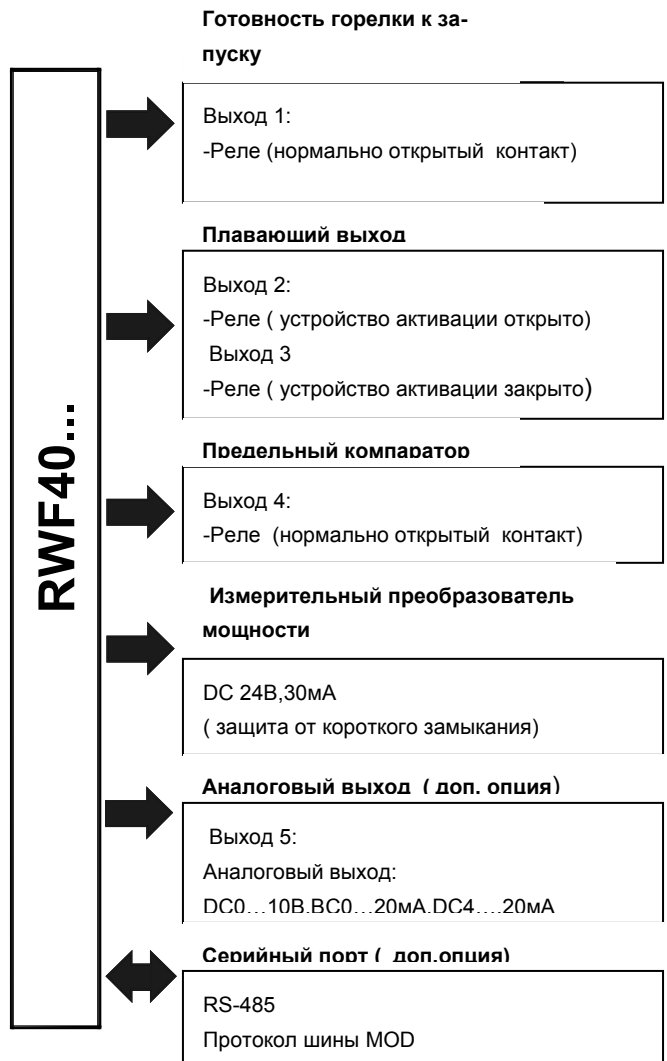 Готовность горелки к за-
пуску
RWF40...
Выход 1:
-Реле (нормально открытый контакт)
Плавающий выход
Выход 2:
-Реле ( устройство активации открыто)
Выход 3
-Реле ( устройство активации закрыто)
Предельный компаратор
Выход 4:
-Реле (нормально открытый контакт)
Измерительный преобразователь
мощности
DC 24В,30мА
( защита от короткого замыкания)
Аналоговый выход ( доп. опция)
Выход 5:
Аналоговый выход:
DC0…10В,ВС0…20мА,DC4….20мА
Серийный порт ( доп.опция)
RS-485
Протокол шины MOD